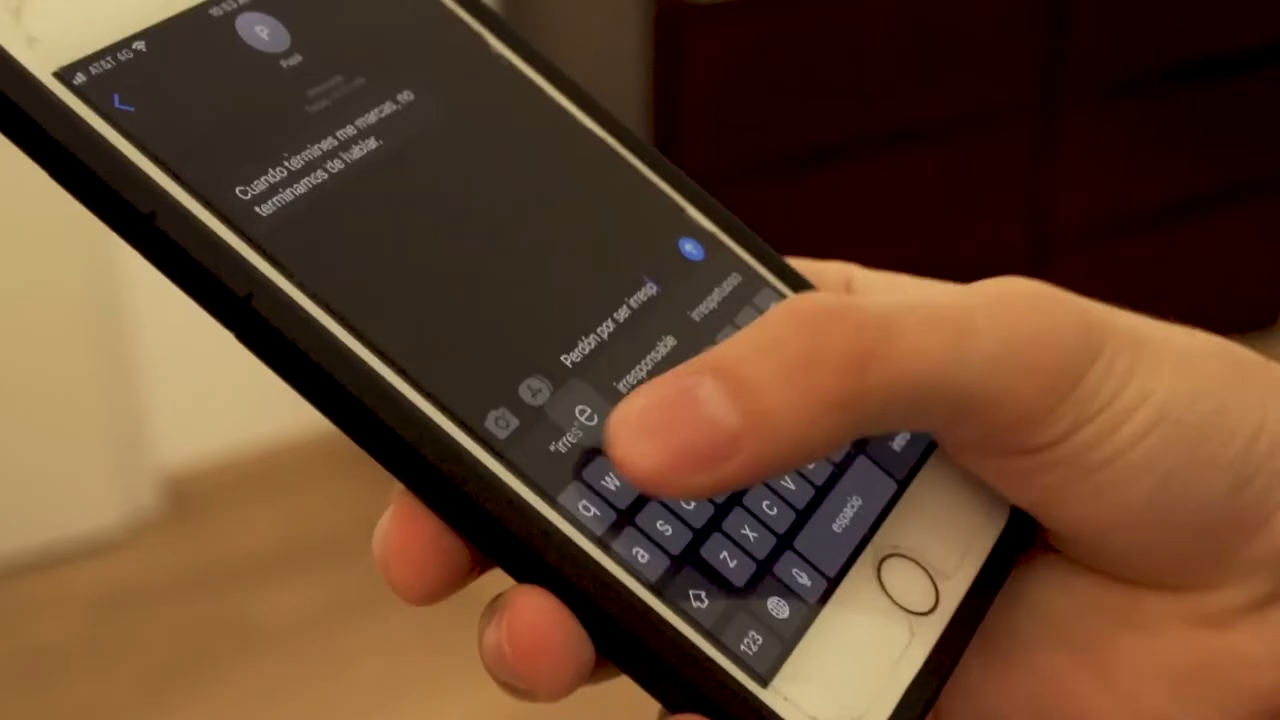 AT&T 4G
P
Papá
Cuando termines me marcas, no
terminamos de hablar.
Perdón por ser irresp
"irres" irresponsable irrespetuoso
e
q w
a s
z x c v
123 espacio